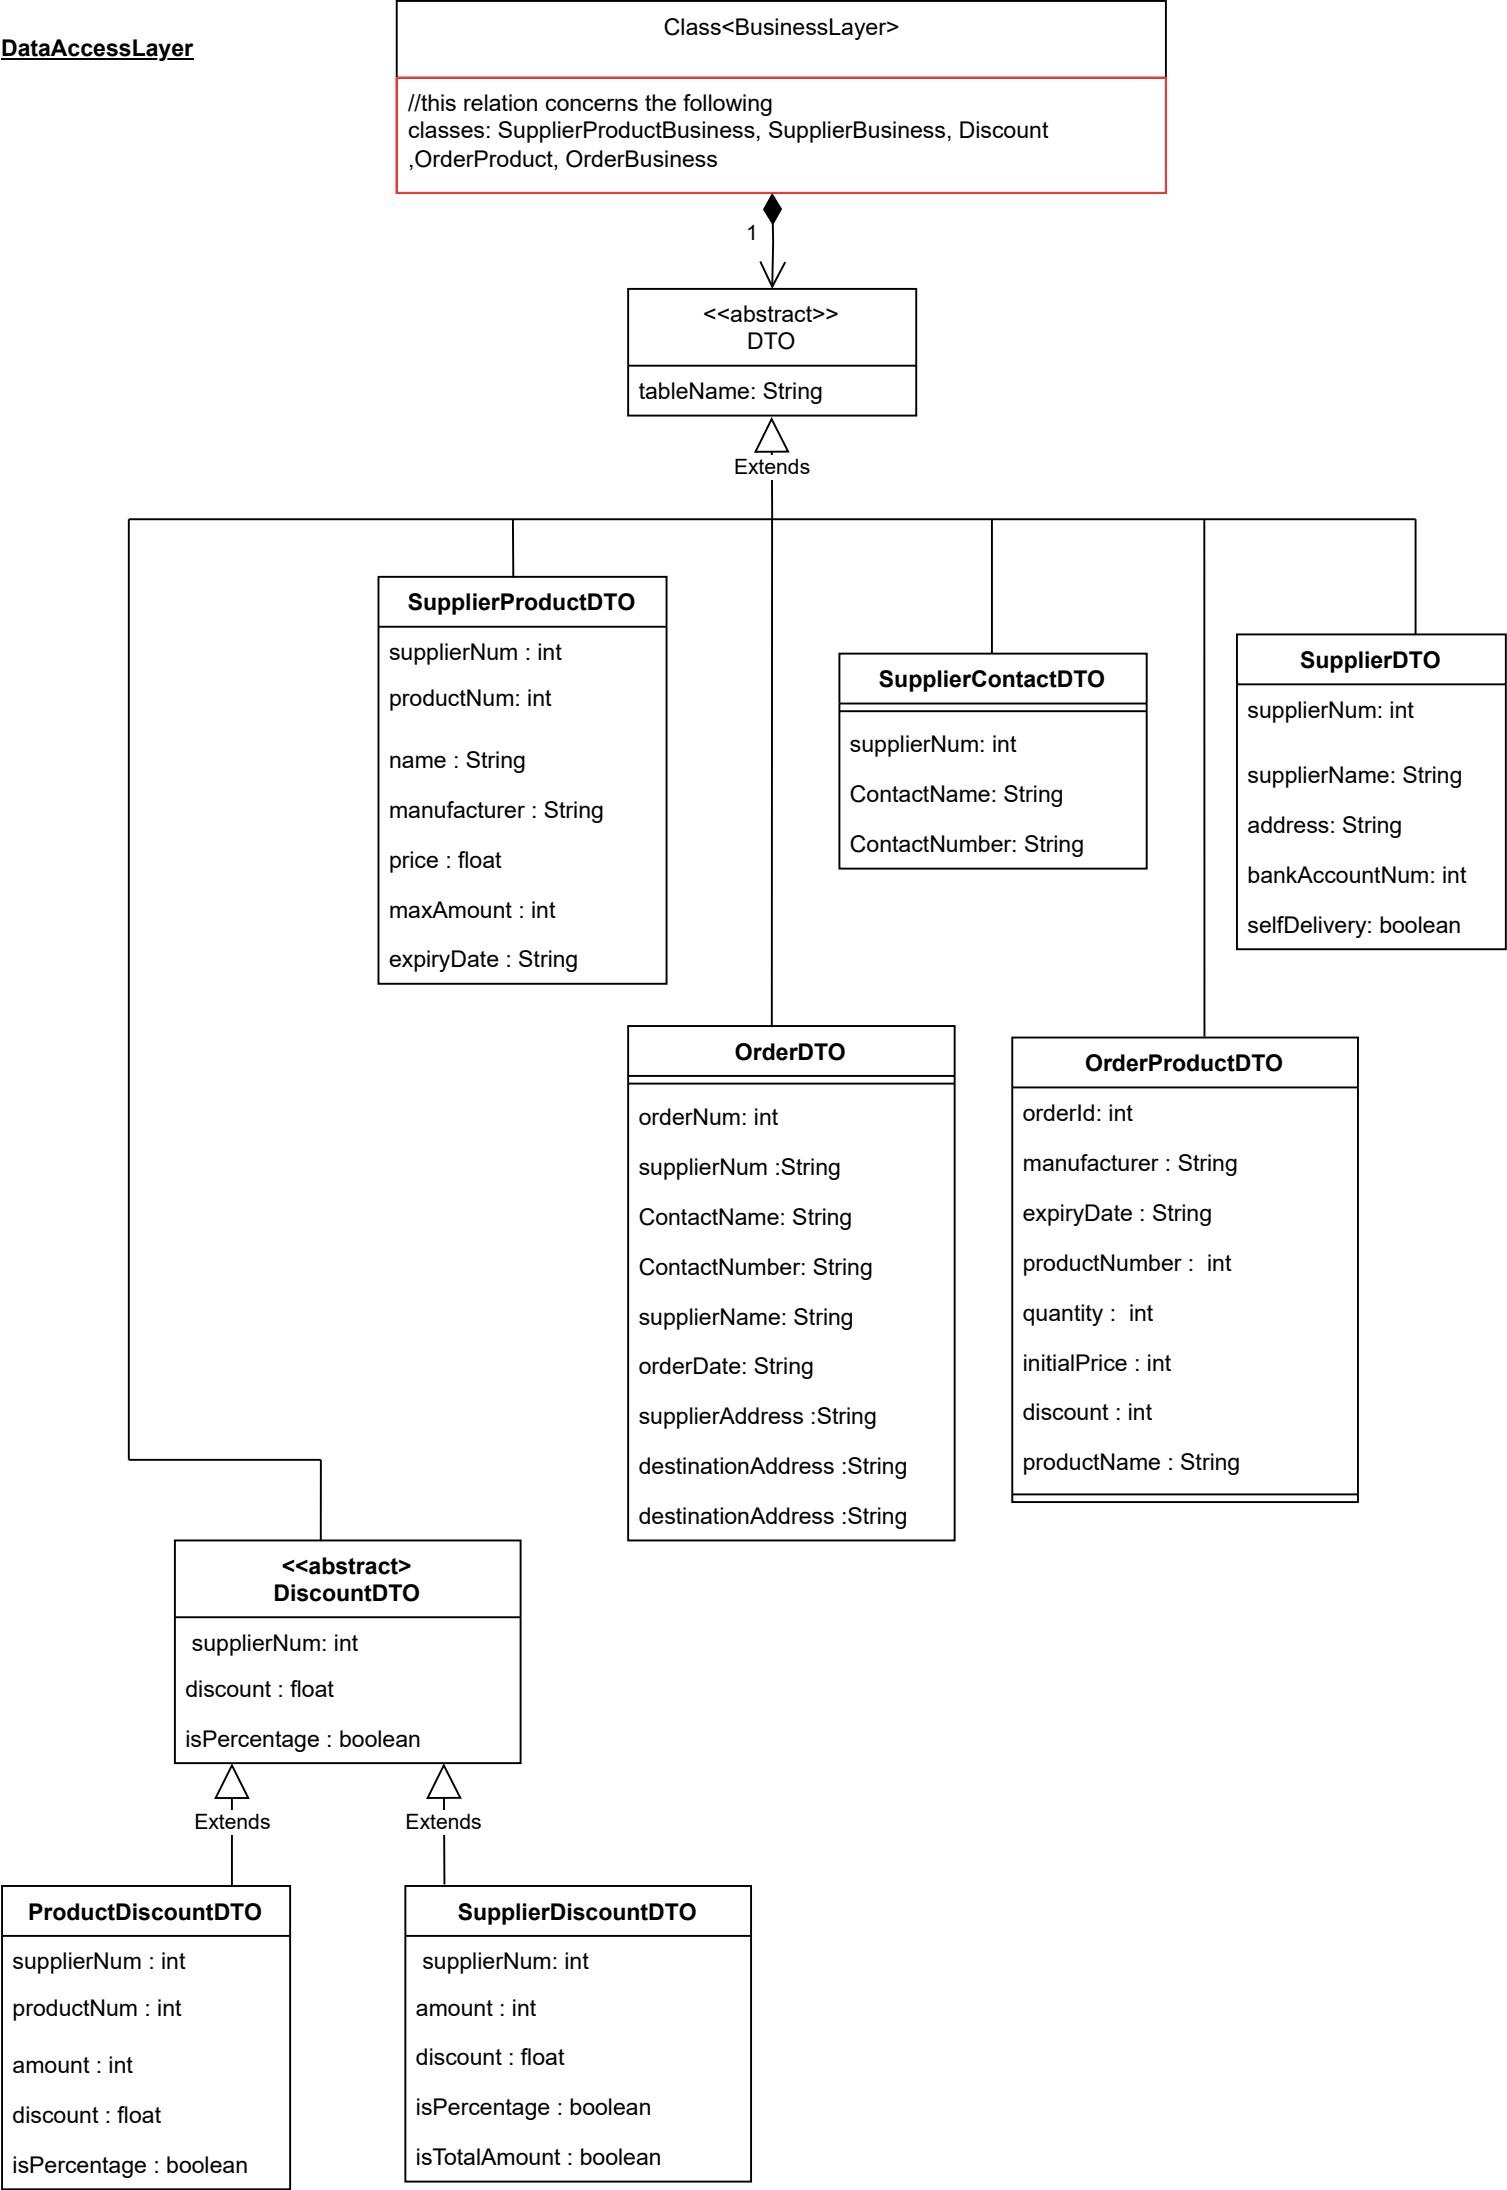 DataAccessLayer
Class<BusinessLayer>
//this relation concerns the following
classes: SupplierProductBusiness, SupplierBusiness, Discount
,OrderProduct, OrderBusiness
1
<<abstract>>
DTO
tableName: String
Extends
SupplierProductDTO
supplierNum : int
productNum: int
name : String
manufacturer : String
price : float
maxAmount : int
expiryDate : String
SupplierContactDTO
supplierNum: int
ContactName: String
ContactNumber: String
SupplierDTO
supplierNum: int
supplierName: String
address: String
bankAccountNum: int
selfDelivery: boolean
OrderDTO
orderNum: int
supplierNum :String
ContactName: String
ContactNumber: String
supplierName: String
orderDate: String
supplierAddress :String
destinationAddress :String
destinationAddress :String
OrderProductDTO
orderId: int
manufacturer : String
expiryDate : String
productNumber :  int
quantity :  int
initialPrice : int
discount : int
productName : String
<<abstract>
DiscountDTO
supplierNum: int
discount : float
isPercentage : boolean
Extends
Extends
ProductDiscountDTO
supplierNum : int
productNum : int
amount : int
discount : float
isPercentage : boolean
SupplierDiscountDTO
supplierNum: int
amount : int
discount : float
isPercentage : boolean
isTotalAmount : boolean